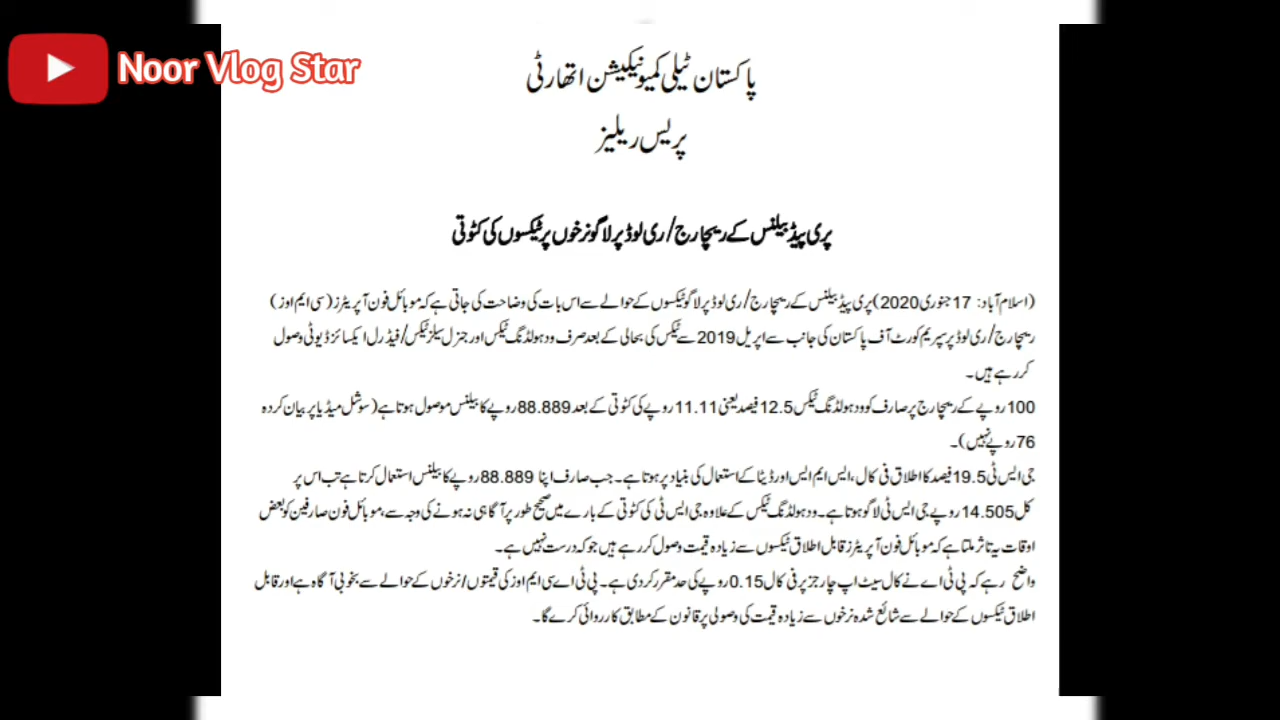 Noor Vlog Star
پاکستان ٹیلی کمیونیکیشن اتھارٹی
پریس ریلیز
پری پیڈ بیلنس کے ریچارج/ری لوڈ پر لاگو نرخوں پر ٹیکسوں کی کٹوتی
(اسلام آباد: 17 جنوری 2020) پری پیڈ بیلنس کے ریچارج/ری لوڈ پر لاگو ٹیکسوں کے حوالے سے اس بات کی وضاحت کی جاتی ہے کہ موبائل فون آپریٹرز (سی ایم اوز)
ریچارج/ری لوڈ پر سپریم کورٹ آف پاکستان کی جانب سے اپریل 2019 سے ٹیکس کی بحالی کے بعد صرف ود ہولڈنگ ٹیکس اور جنرل سیلز ٹیکس/فیڈرل ایکسائز ڈیوٹی وصول
کر رہے ہیں۔
100 روپے کے ریچارج پر صارف کو ود ہولڈنگ ٹیکس 12.5 فیصد یعنی 11.11 روپے کی کٹوتی کے بعد 88.889 روپے کا بیلنس موصول ہوتا ہے (سوشل میڈیا پر بیان کردہ
76 روپے نہیں)۔
جی ایس ٹی 19.5 فیصد کا اطلاق فی کال، ایس ایم ایس اور ڈیٹا کے استعمال کی بنیاد پر ہوتا ہے۔ جب صارف اپنا 88.889 روپے کا بیلنس استعمال کرتا ہے تب اس پر
کل 14.505 روپے جی ایس ٹی لاگو ہوتا ہے۔ ود ہولڈنگ ٹیکس کے علاوہ جی ایس ٹی کی کٹوتی کے بارے میں صحیح طور پر آگاہی نہ ہونے کی وجہ سے، موبائل فون صارفین کو بعض
اوقات یہ تاثر ملتا ہے کہ موبائل فون آپریٹرز قابل اطلاق ٹیکسوں سے زیادہ قیمت وصول کر رہے ہیں جو کہ درست نہیں ہے۔
واضح رہے کہ پی ٹی اے نے کال سیٹ اپ چارجز پر فی کال 0.15 روپے کی حد مقرر کر دی ہے۔ پی ٹی اے سی ایم اوز کی قیمتوں/نرخوں کے حوالے سے بخوبی آگاہ ہے اور قابل
اطلاق ٹیکسوں کے حوالے سے شائع شدہ نرخوں سے زیادہ قیمت کی وصولی پر قانون کے مطابق کارروائی کرے گا۔